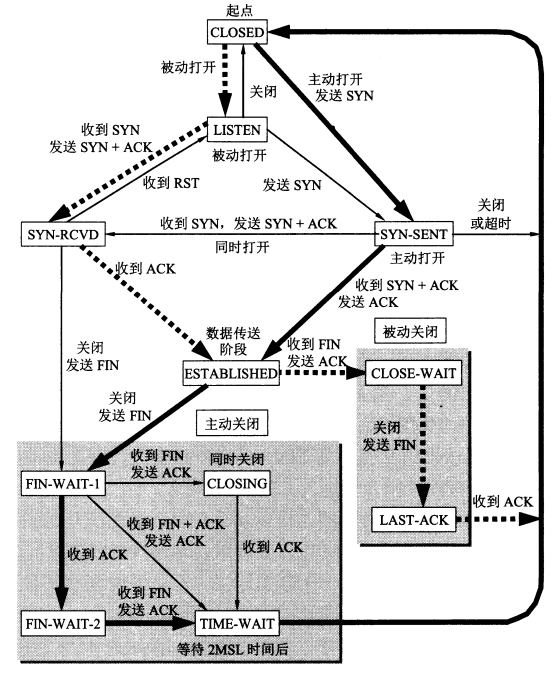 起点
CLOSED
被动打开
关闭
主动打开
发送 SYN
收到 SYN
发送 SYN + ACK
LISTEN
被动打开
收到 RST
发送 SYN
SYN-RCVD
收到 SYN，发送 SYN + ACK
同时打开
SYN-SENT
主动打开
关闭
或超时
收到 ACK
收到 SYN + ACK
发送 ACK
数据传送
阶段
被动关闭
关闭
发送 FIN
ESTABLISHED
收到 FIN
发送 ACK
CLOSE-WAIT
关闭
发送 FIN
主动关闭
关闭
发送 FIN
收到 FIN
发送 ACK
同时关闭
FIN-WAIT-1
CLOSING
LAST-ACK
收到 ACK
收到 FIN + ACK
发送 ACK
收到 ACK
收到 ACK
收到 FIN
发送 ACK
FIN-WAIT-2
TIME-WAIT
等待 2MSL 时间后